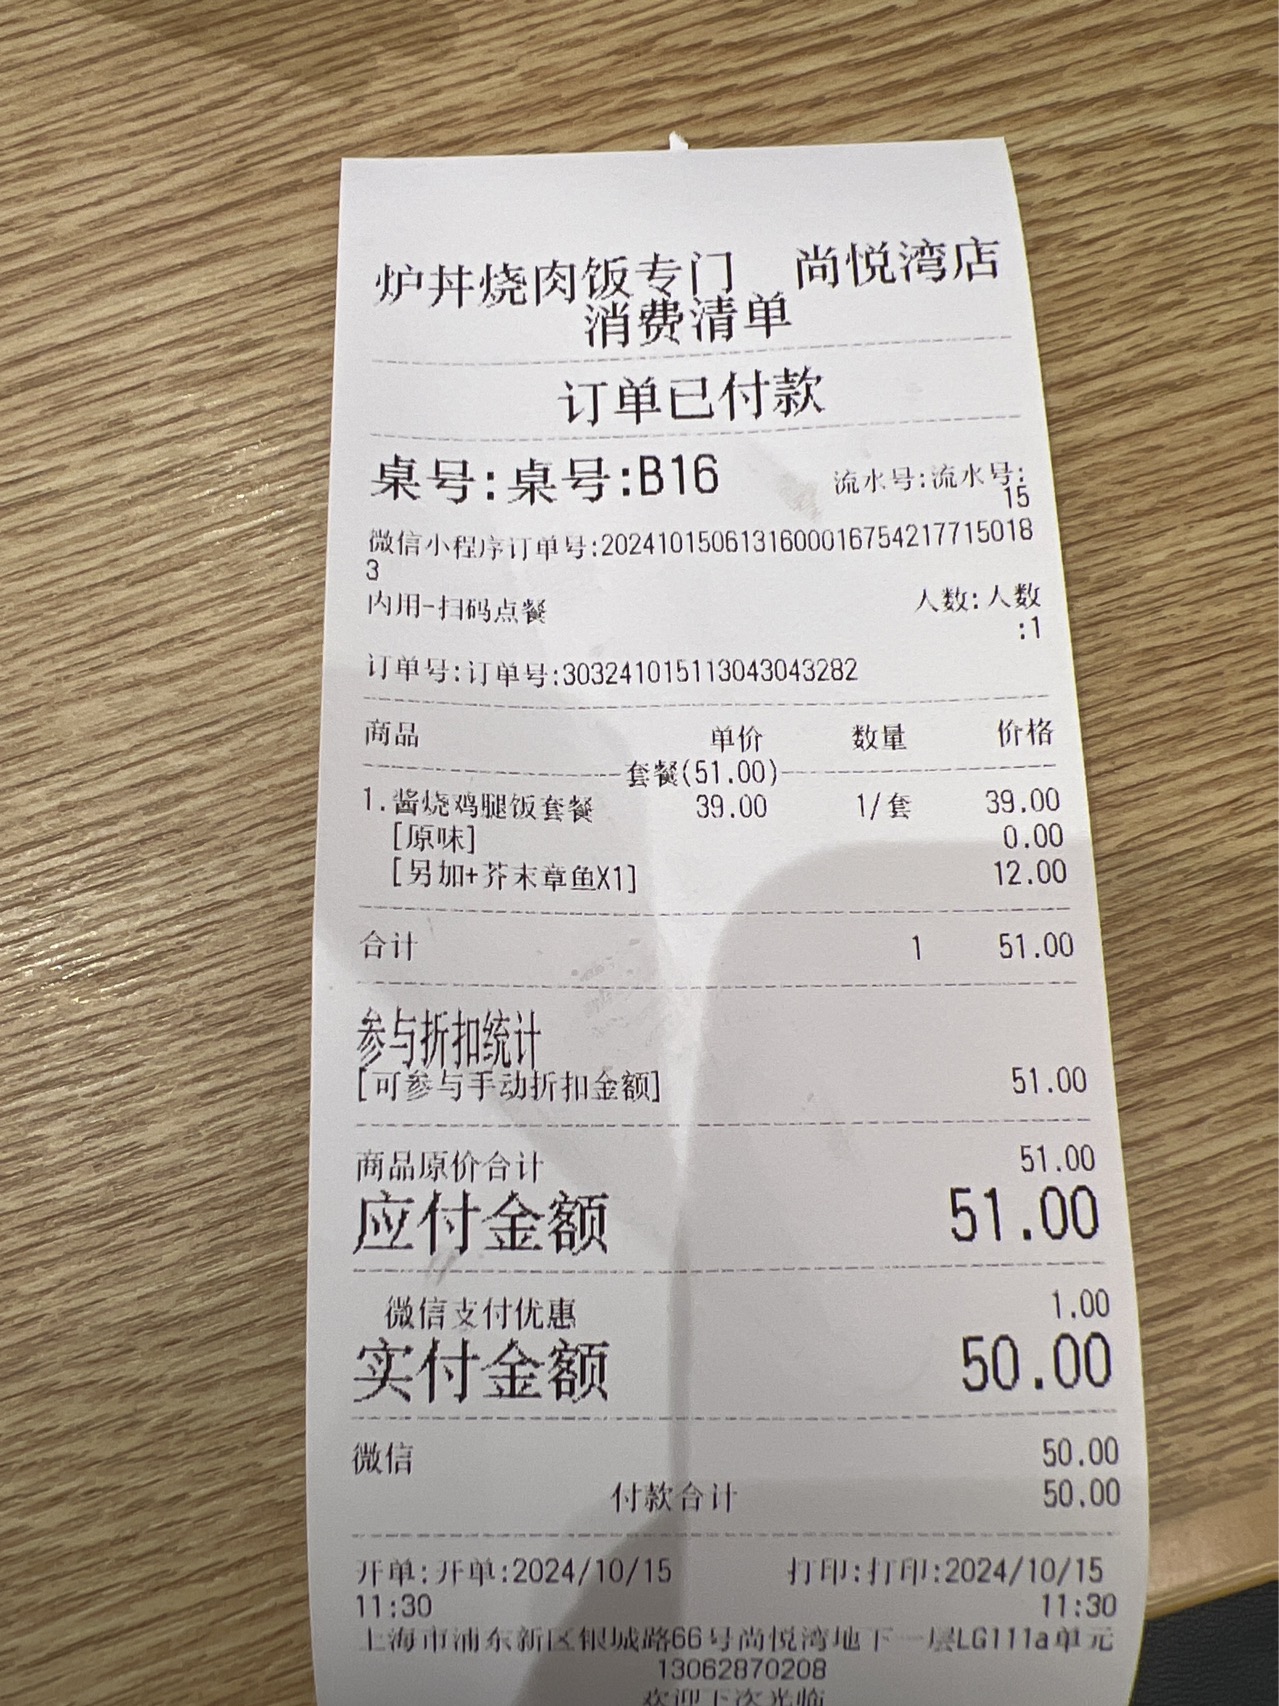 炉丼烧肉饭专门 尚悦湾店
消费清单
订单已付款
桌号:桌号:B16 流水号:流水号:
15
微信小程序订单号:2024101506131600016754217715018
3
内用-扫码点餐 人数:人数
:1
订单号:订单号:303241015113043043282
商品 单价 数量 价格
套餐(51.00)
1.酱烧鸡腿饭套餐 39.00 1/套 39.00
[原味] 0.00
[另加+芥末章鱼X1] 12.00
合计 1 51.00
参与折扣统计
[可参与手动折扣金额] 51.00
商品原价合计 51.00
应付金额 51.00
微信支付优惠 1.00
实付金额 50.00
微信 50.00
付款合计 50.00
开单:开单:2024/10/15 打印:打印:2024/10/15
11:30 11:30
上海市浦东新区银城路66号尚悦湾地下一层LG111a单元
13062870208
欢迎下次光临